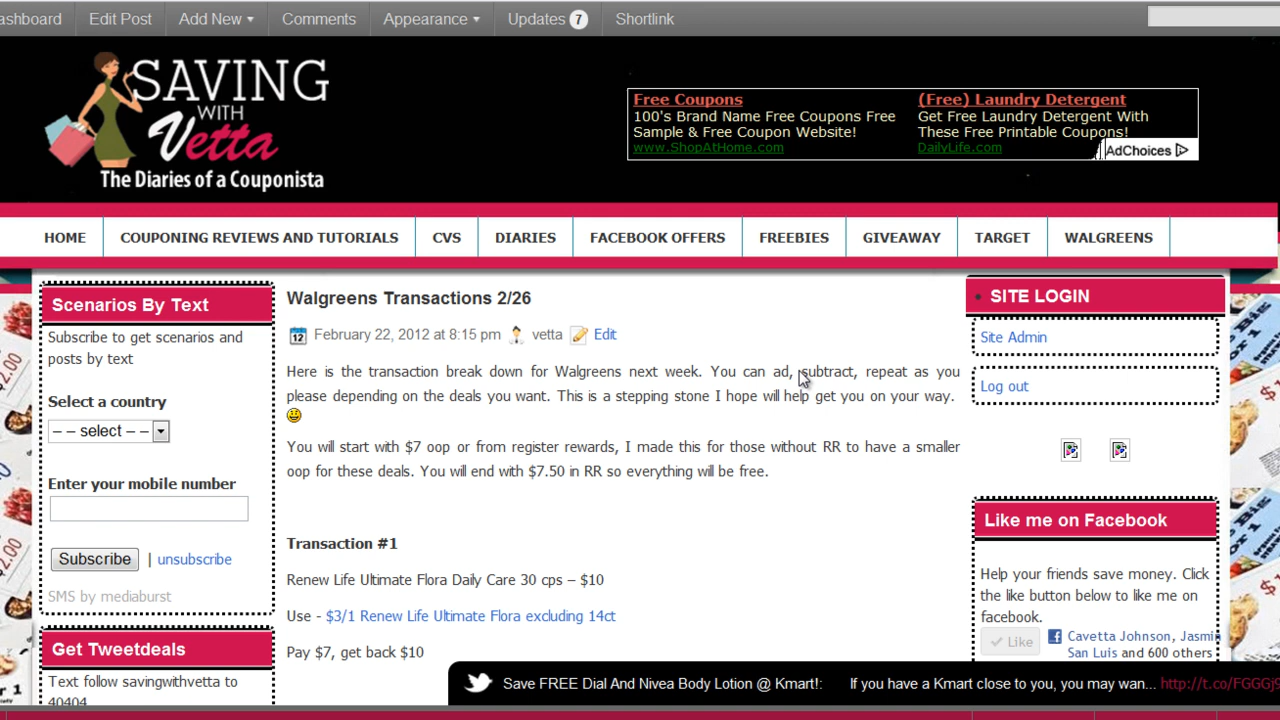 ashboard Edit Post Add New Comments Appearance Updates 7 Shortlink
SAVING
WITH
Vetta
The Diaries of a Couponista
Free Coupons
100's Brand Name Free Coupons Free
Sample & Free Coupon Website!
www.ShopAtHome.com
(Free) Laundry Detergent
Get Free Laundry Detergent With
These Free Printable Coupons!
DailyLife.com
AdChoices
HOME COUPONING REVIEWS AND TUTORIALS CVS DIARIES FACEBOOK OFFERS FREEBIES GIVEAWAY TARGET WALGREENS
Scenarios By Text
Subscribe to get scenarios and
posts by text
Select a country
– – select – –
Enter your mobile number
Subscribe | unsubscribe
SMS by mediaburst
Get Tweetdeals
Text follow savingwithvetta to
40404
Walgreens Transactions 2/26
12 February 22, 2012 at 8:15 pm vetta Edit
Here is the transaction break down for Walgreens next week. You can ad, subtract, repeat as you
please depending on the deals you want. This is a stepping stone I hope will help get you on your way.
You will start with $7 oop or from register rewards, I made this for those without RR to have a smaller
oop for these deals. You will end with $7.50 in RR so everything will be free.
Transaction #1
Renew Life Ultimate Flora Daily Care 30 cps – $10
Use - $3/1 Renew Life Ultimate Flora excluding 14ct
Pay $7, get back $10
SITE LOGIN
Site Admin
Log out
Like me on Facebook
Help your friends save money. Click
the like button below to like me on
facebook.
Like Cavetta Johnson, Jasmin
San Luis and 600 others
Save FREE Dial And Nivea Body Lotion @ Kmart!: If you have a Kmart close to you, you may wan... http://t.co/FGGGj9